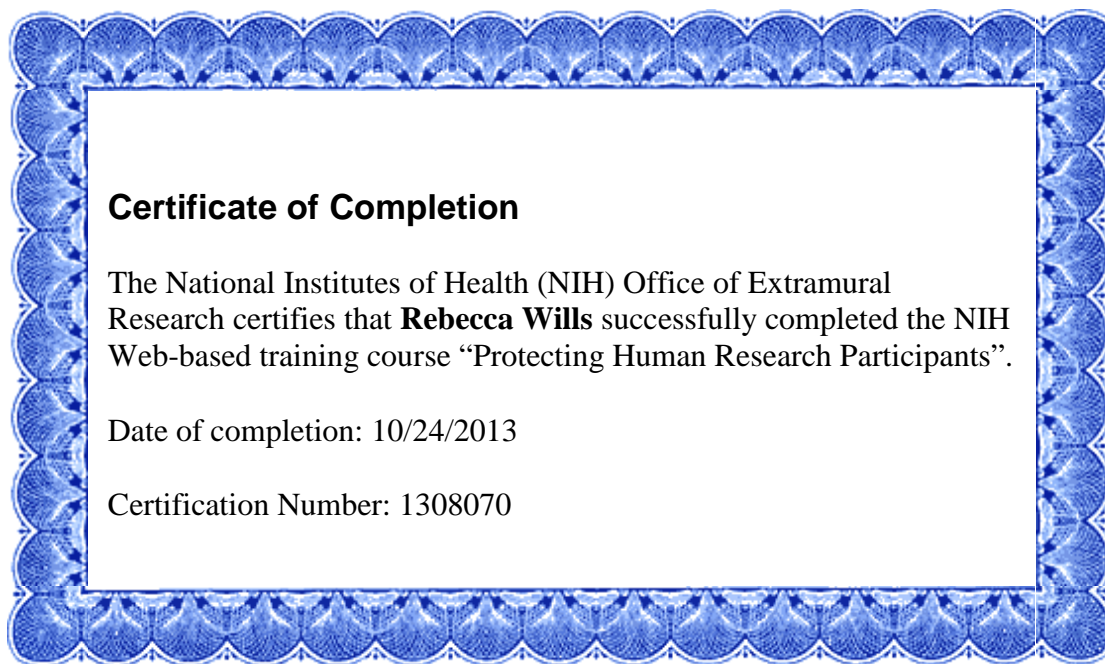 Certificate of Completion
The National Institutes of Health (NIH) Office of Extramural
Research certifies that Rebecca Wills successfully completed the NIH
Web-based training course “Protecting Human Research Participants”.
Date of completion: 10/24/2013
Certification Number: 1308070